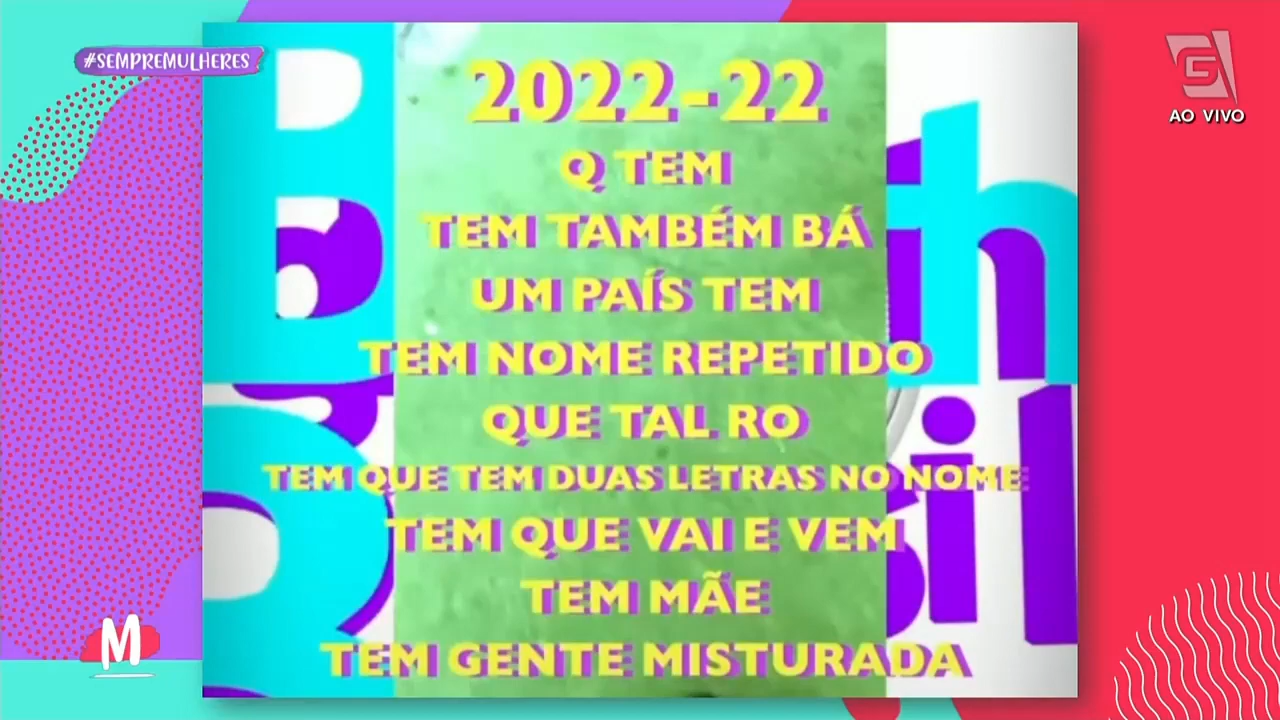 #SEMPREMULHERES
G
AO VIVO
2022-22
Q TEM
TEM TAMBÉM BÁ
UM PAÍS TEM
TEM NOME REPETIDO
QUE TAL RO
TEM QUE TEM DUAS LETRAS NO NOME
TEM QUE VAI E VEM
TEM MÃE
TEM GENTE MISTURADA
M